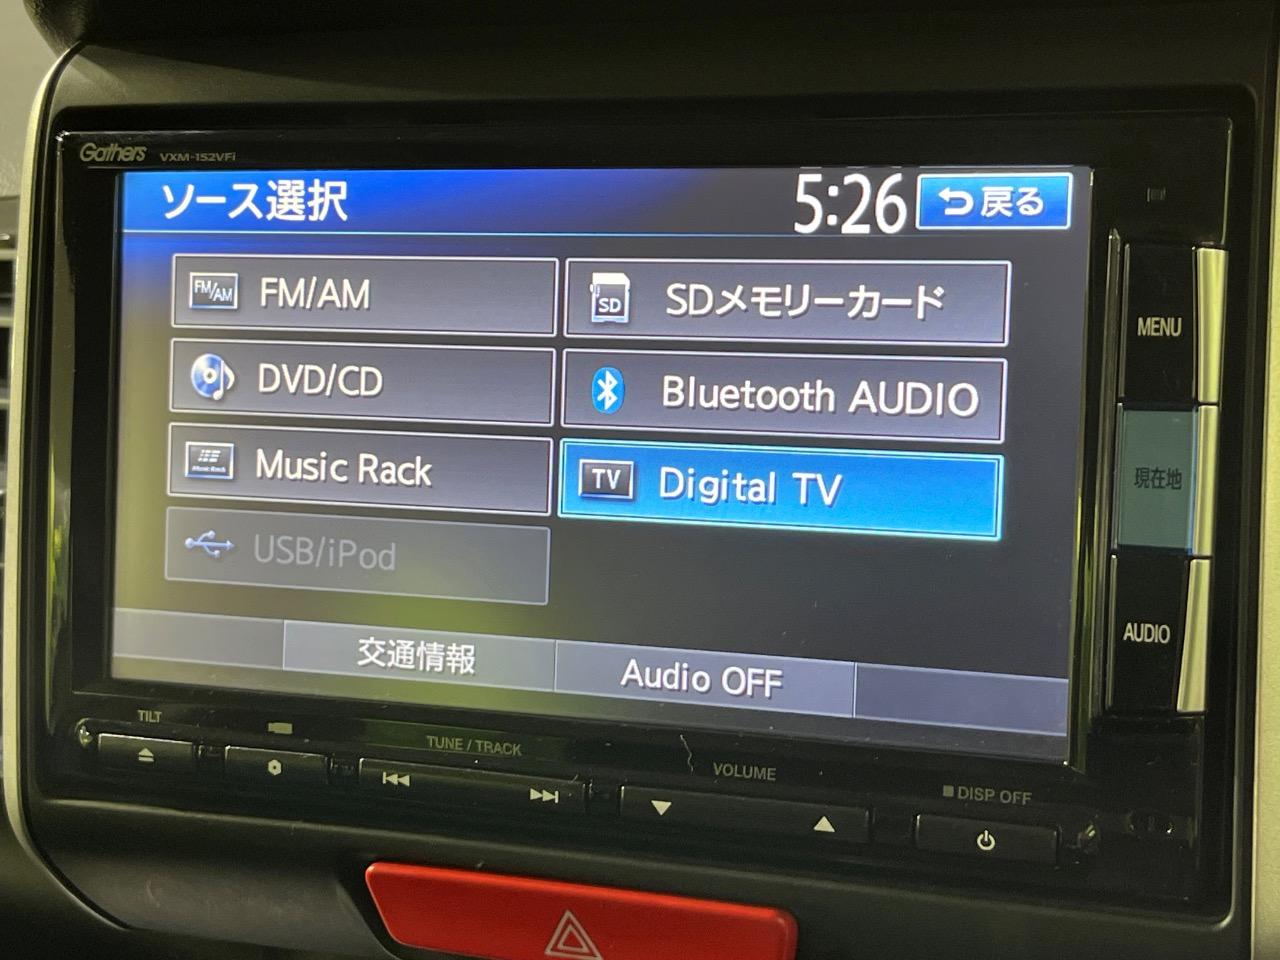 Gathers VXM-152VFi
ソース選択
5:26
戻る
FM/AM
FM/AM
SD
SDメモリーカード
DVD/CD
Bluetooth AUDIO
Music Rack
Music Rack
TV
Digital TV
USB/iPod
交通情報
Audio OFF
MENU
現在地
AUDIO
TILT
TUNE / TRACK
VOLUME
DISP OFF